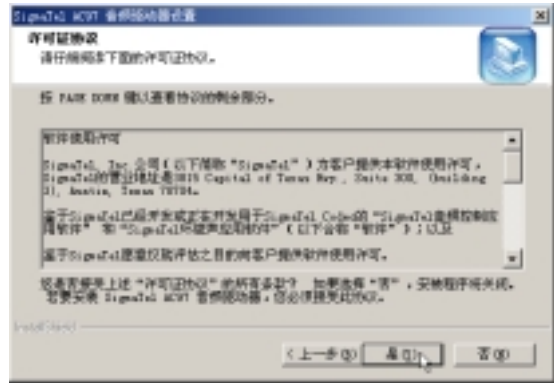 SigmaTel AC97 音频驱动器设置
许可证协议
请仔细阅读下面的许可证协议。
按 PAGE DOWN 键以查看协议的剩余部分。
软件使用许可
SigmaTel, Inc 公司（以下简称 "SigmaTel"）为客户提供本软件使用许可。
SigmaTel的营业地址是3815 Capital of Texas Hwy, Suite 300, (building
3), Austin, Texas 78704。
鉴于SigmaTel已经开发或正在开发用于SigmaTel Codec的 "SigmaTel音频控制应
用软件" 和 "SigmaTel环绕声应用软件"（以下合称 "软件"）；以及
鉴于SigmaTel愿意仅就评估之目的向客户提供软件使用许可。
您是否接受上述 "许可证协议" 的所有条款？ 如果选择 "否"，安装程序将关闭。
若要安装 SigmaTel AC97 音频驱动器，您必须接受此协议。
InstallShield
<上一步(B) 是(Y) 否(N)